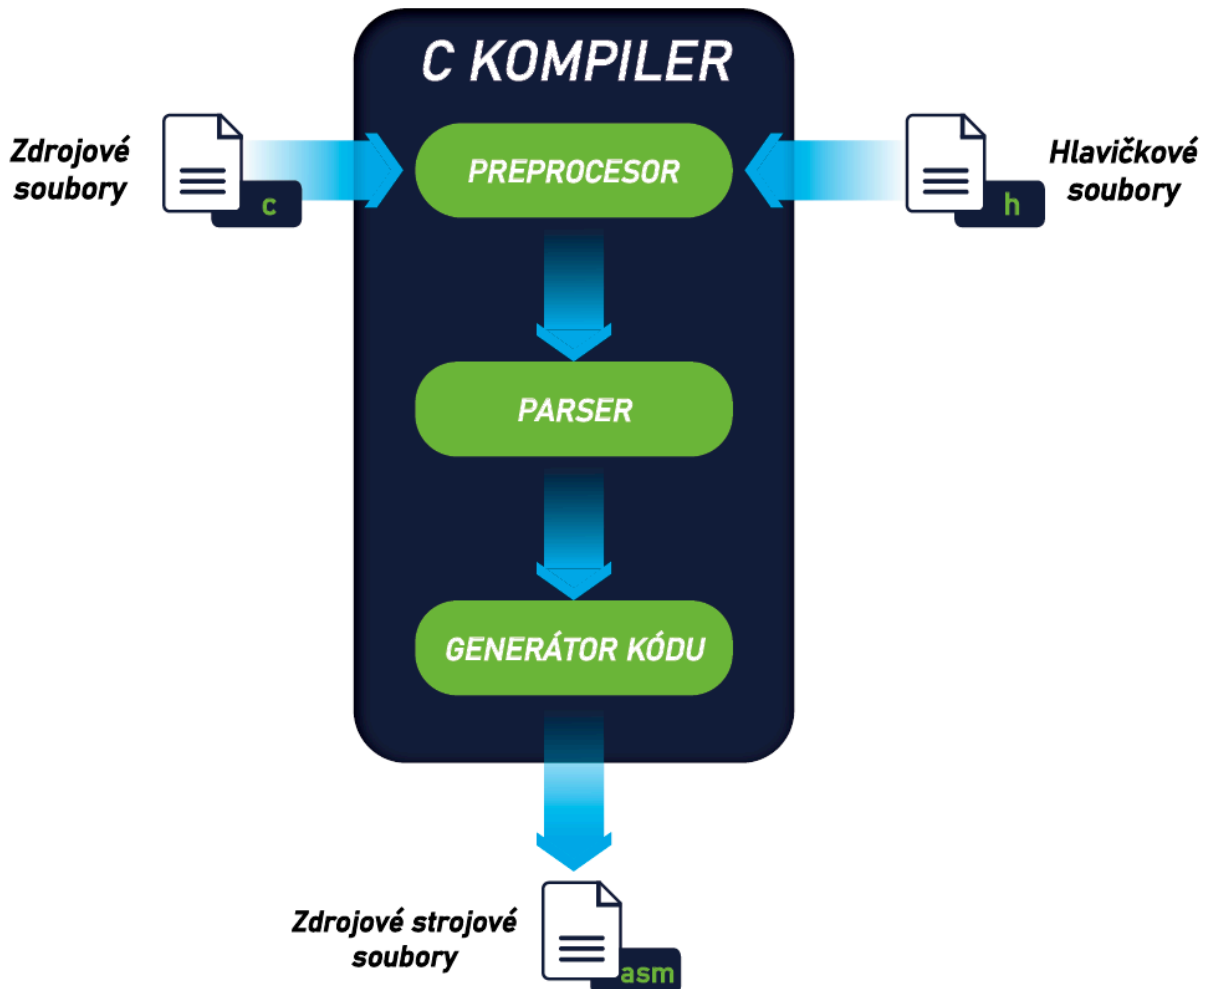 C KOMPILER
Zdrojové
soubory
c
PREPROCESOR
h
Hlavičkové
soubory
PARSER
GENERÁTOR KÓDU
Zdrojové strojové
soubory
asm